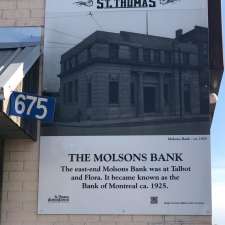 ST. THOMAS
675
Molsons Bank - ca. 1920
THE MOLSONS BANK
The east-end Molsons Bank was at Talbot
and Flora. It became known as the
Bank of Montreal ca. 1925.